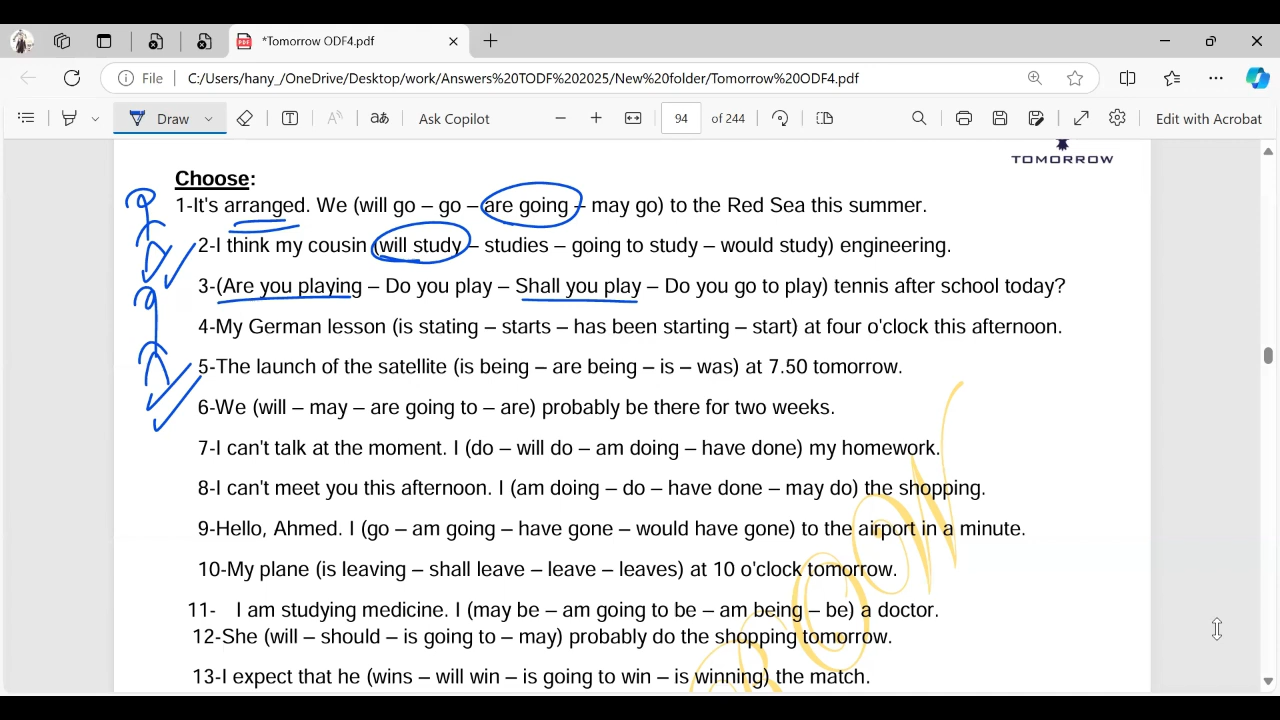 *Tomorrow ODF4.pdf
File
C:/Users/hany_/OneDrive/Desktop/work/Answers%20TODF%202025/New%20folder/Tomorrow%20ODF4.pdf
Draw
Ask Copilot
94
of 244
Edit with Acrobat
TOMORROW
Choose:
1-It's arranged. We (will go – go – are going – may go) to the Red Sea this summer.
2-I think my cousin (will study – studies – going to study – would study) engineering.
3-(Are you playing – Do you play – Shall you play – Do you go to play) tennis after school today?
4-My German lesson (is stating – starts – has been starting – start) at four o'clock this afternoon.
5-The launch of the satellite (is being – are being – is – was) at 7.50 tomorrow.
6-We (will – may – are going to – are) probably be there for two weeks.
7-I can't talk at the moment. I (do – will do – am doing – have done) my homework.
8-I can't meet you this afternoon. I (am doing – do – have done – may do) the shopping.
9-Hello, Ahmed. I (go – am going – have gone – would have gone) to the airport in a minute.
10-My plane (is leaving – shall leave – leave – leaves) at 10 o'clock tomorrow.
11- I am studying medicine. I (may be – am going to be – am being – be) a doctor.
12-She (will – should – is going to – may) probably do the shopping tomorrow.
13-I expect that he (wins – will win – is going to win – is winning) the match.